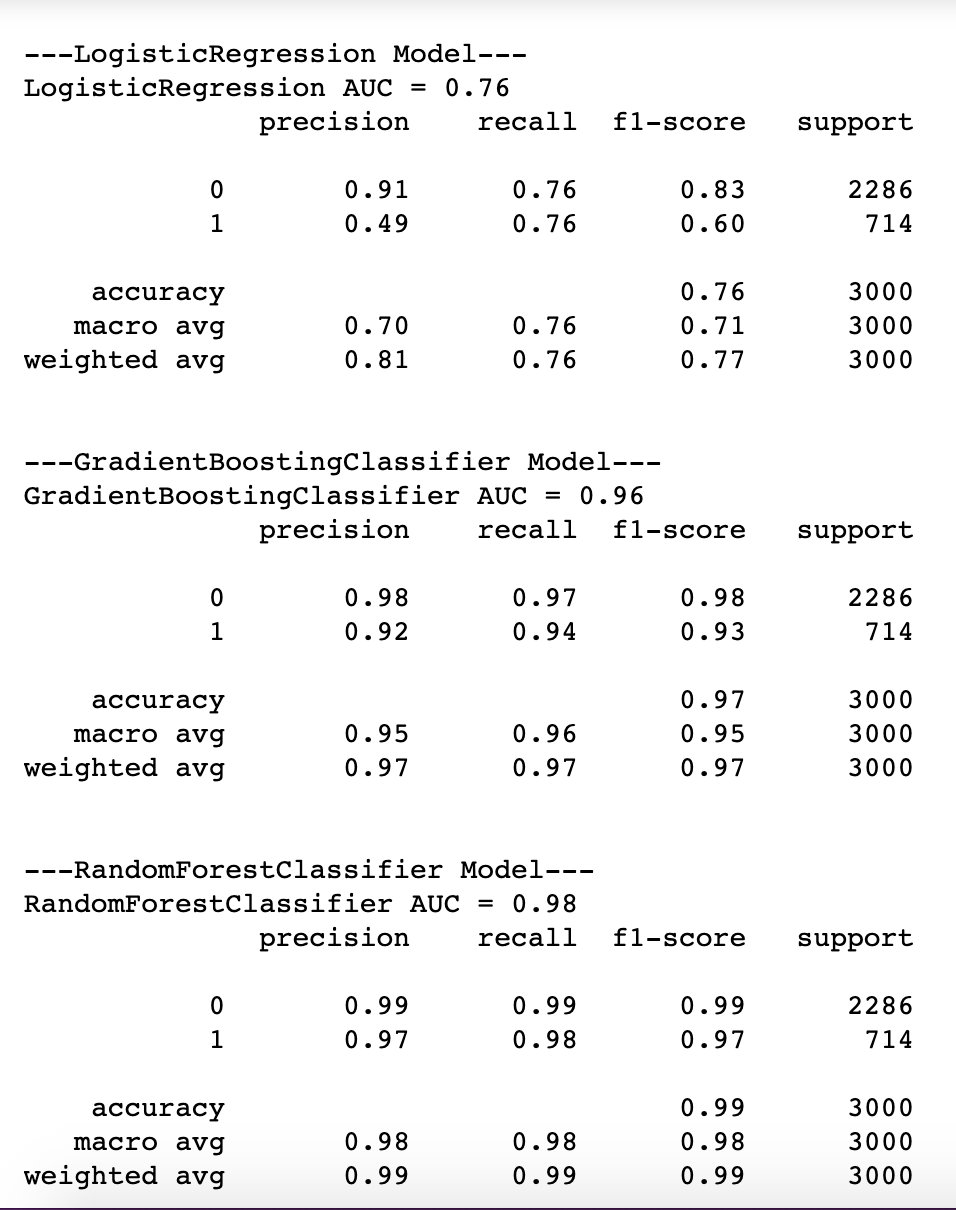 ---LogisticRegression Model---
LogisticRegression AUC = 0.76
precision recall f1-score support
0 0.91 0.76 0.83 2286
1 0.49 0.76 0.60 714
accuracy 0.76 3000
macro avg 0.70 0.76 0.71 3000
weighted avg 0.81 0.76 0.77 3000
---GradientBoostingClassifier Model---
GradientBoostingClassifier AUC = 0.96
precision recall f1-score support
0 0.98 0.97 0.98 2286
1 0.92 0.94 0.93 714
accuracy 0.97 3000
macro avg 0.95 0.96 0.95 3000
weighted avg 0.97 0.97 0.97 3000
---RandomForestClassifier Model---
RandomForestClassifier AUC = 0.98
precision recall f1-score support
0 0.99 0.99 0.99 2286
1 0.97 0.98 0.97 714
accuracy 0.99 3000
macro avg 0.98 0.98 0.98 3000
weighted avg 0.99 0.99 0.99 3000